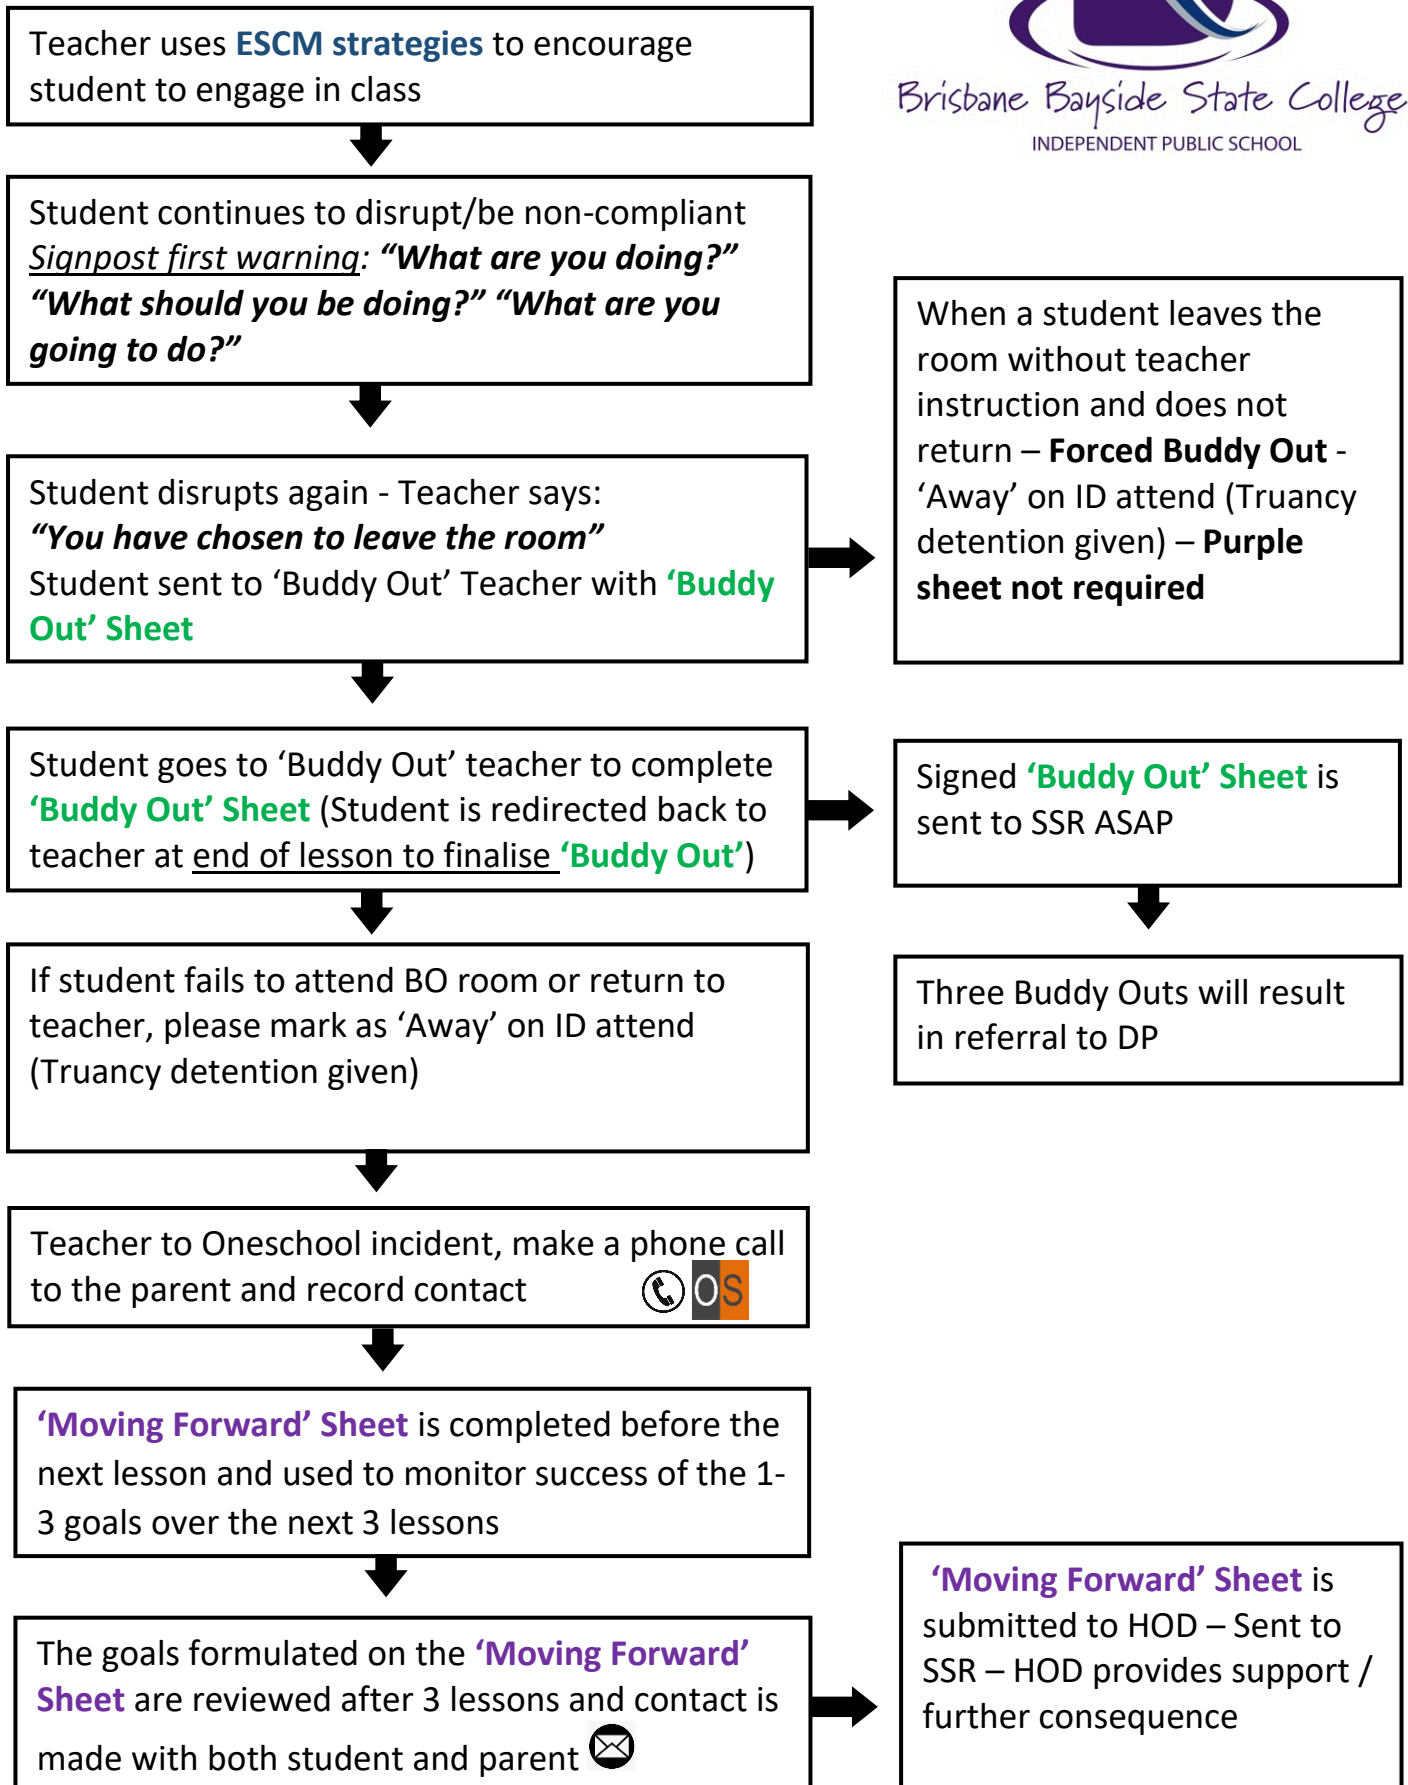 Teacher uses ESCM strategies to encourage
student to engage in class
Brisbane Bayside State College
INDEPENDENT PUBLIC SCHOOL
Student continues to disrupt/be non-compliant
Signpost first warning: “What are you doing?”
“What should you be doing?” “What are you
going to do?”
Student disrupts again - Teacher says:
“You have chosen to leave the room”
Student sent to ‘Buddy Out’ Teacher with ‘Buddy
Out’ Sheet
When a student leaves the
room without teacher
instruction and does not
return – Forced Buddy Out -
‘Away’ on ID attend (Truancy
detention given) – Purple
sheet not required
Student goes to ‘Buddy Out’ teacher to complete
‘Buddy Out’ Sheet (Student is redirected back to
teacher at end of lesson to finalise ‘Buddy Out’)
Signed ‘Buddy Out’ Sheet is
sent to SSR ASAP
Three Buddy Outs will result
in referral to DP
If student fails to attend BO room or return to
teacher, please mark as ‘Away’ on ID attend
(Truancy detention given)
Teacher to Oneschool incident, make a phone call
to the parent and record contact
OS
‘Moving Forward’ Sheet is completed before the
next lesson and used to monitor success of the 1-
3 goals over the next 3 lessons
The goals formulated on the ‘Moving Forward’
Sheet are reviewed after 3 lessons and contact is
made with both student and parent
‘Moving Forward’ Sheet is
submitted to HOD – Sent to
SSR – HOD provides support /
further consequence